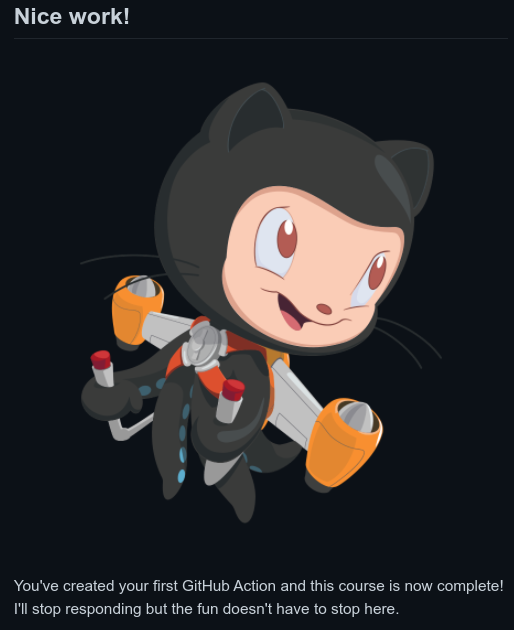 Nice work!
You've created your first GitHub Action and this course is now complete!
I'll stop responding but the fun doesn't have to stop here.